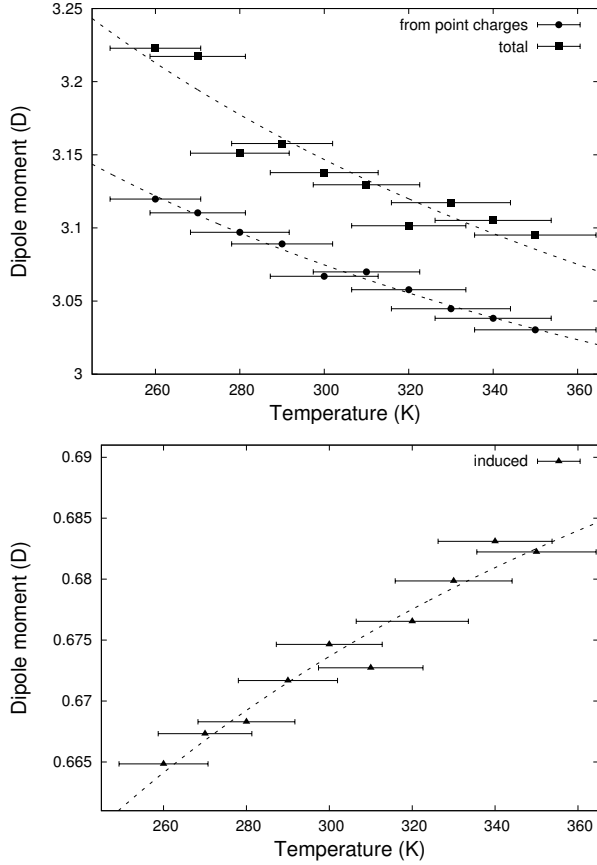 3.25
3.2
3.15
3.1
3.05
3
Dipole moment (D)
from point charges
total
260 280 300 320 340 360
Temperature (K)
0.69
0.685
0.68
0.675
0.67
0.665
Dipole moment (D)
induced
260 280 300 320 340 360
Temperature (K)